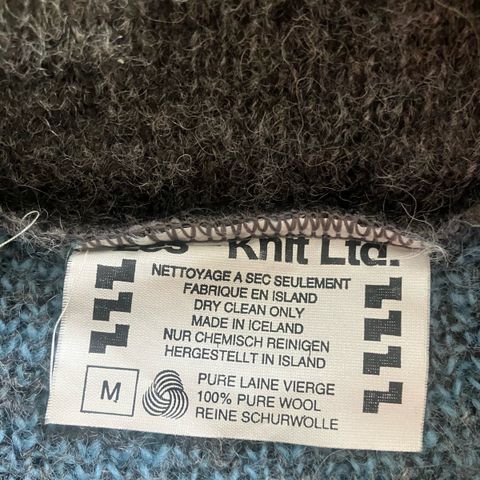 Knit Ltd.
NETTOYAGE A SEC SEULEMENT
FABRIQUE EN ISLAND
DRY CLEAN ONLY
MADE IN ICELAND
NUR CHEMISCH REINIGEN
HERGESTELLT IN ISLAND
M
PURE LAINE VIERGE
100% PURE WOOL
REINE SCHURWOLLE